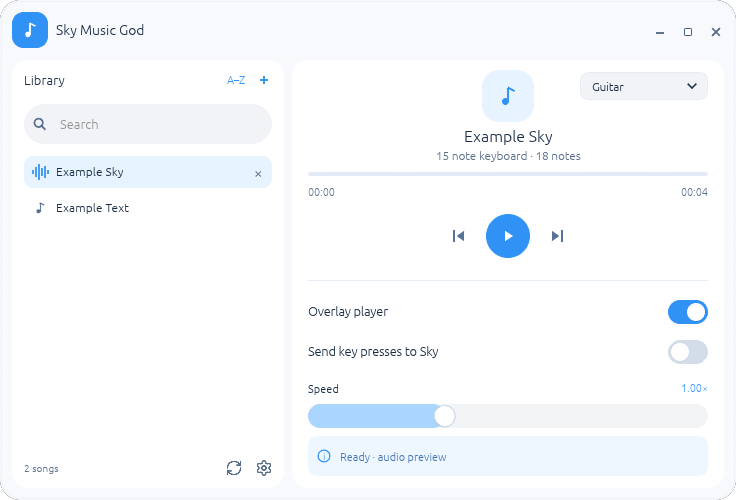 Sky Music God
Library
A–Z
Search
Example Sky
Example Text
2 songs
Guitar
Example Sky
15 note keyboard · 18 notes
00:00
00:04
Overlay player
Send key presses to Sky
Speed
1.00×
Ready · audio preview